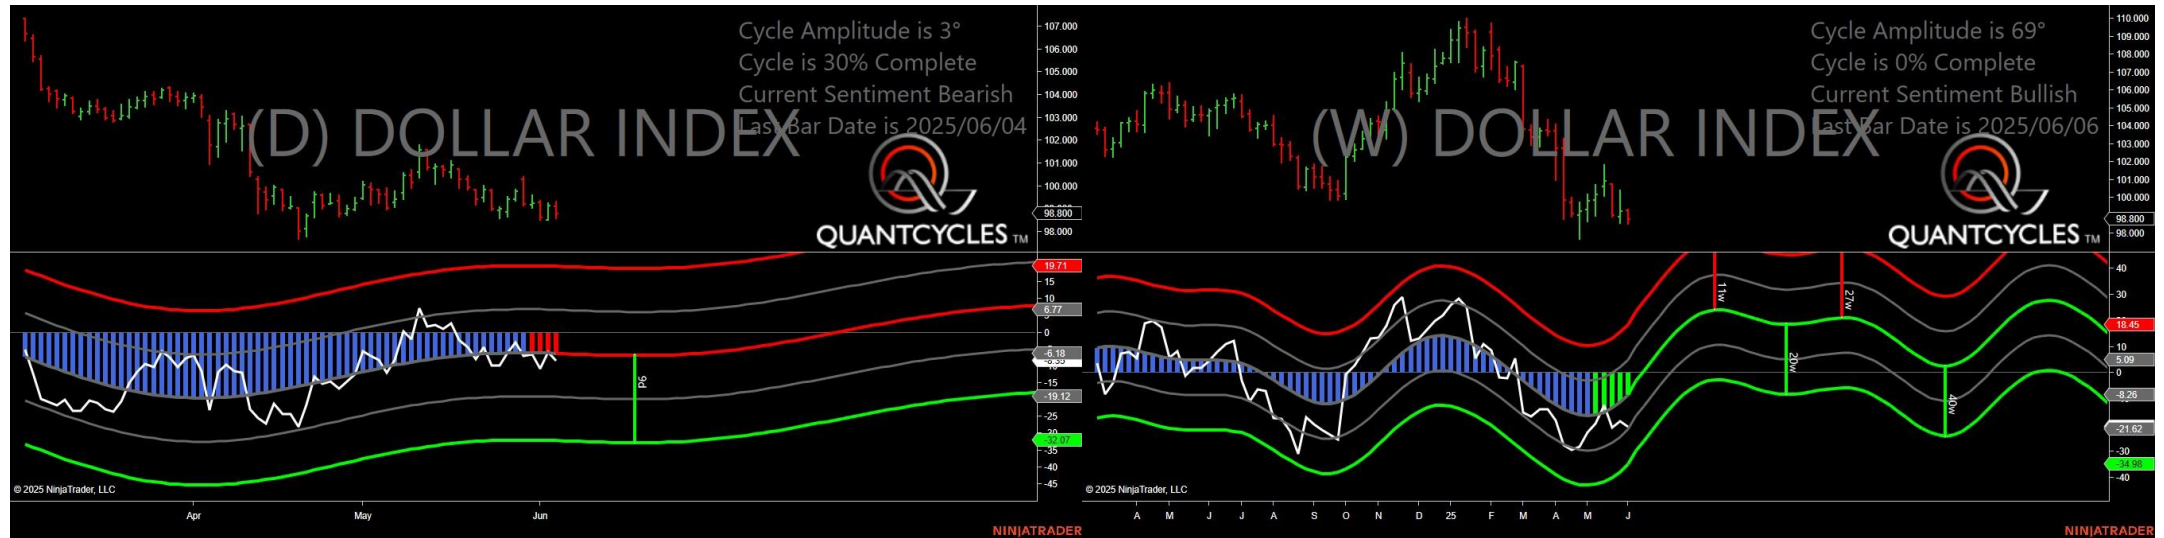 Cycle Amplitude is 3°
Cycle is 30% Complete
Current Sentiment Bearish
Last Bar Date is 2025/06/04
(D) DOLLAR INDEX
QUANTCYCLES TM
107.000
106.000
105.000
104.000
103.000
102.000
101.000
100.000
98.800
98.000
19.71
15
10
6.77
0
-6.18
-15
-19.12
-25
-32.07
-35
-40
-45
9d
© 2025 NinjaTrader, LLC
Apr May Jun
NINJATRADER
Cycle Amplitude is 69°
Cycle is 0% Complete
Current Sentiment Bullish
Last Bar Date is 2025/06/06
(W) DOLLAR INDEX
QUANTCYCLES TM
110.000
109.000
108.000
107.000
106.000
105.000
104.000
103.000
102.000
101.000
100.000
98.800
98.000
40
30
18.45
10
5.09
0
-8.26
-21.62
-30
-34.98
-40
11w
27w
20w
40w
© 2025 NinjaTrader, LLC
A M J J A S O N D 25 F M A M J
NINJATRADER